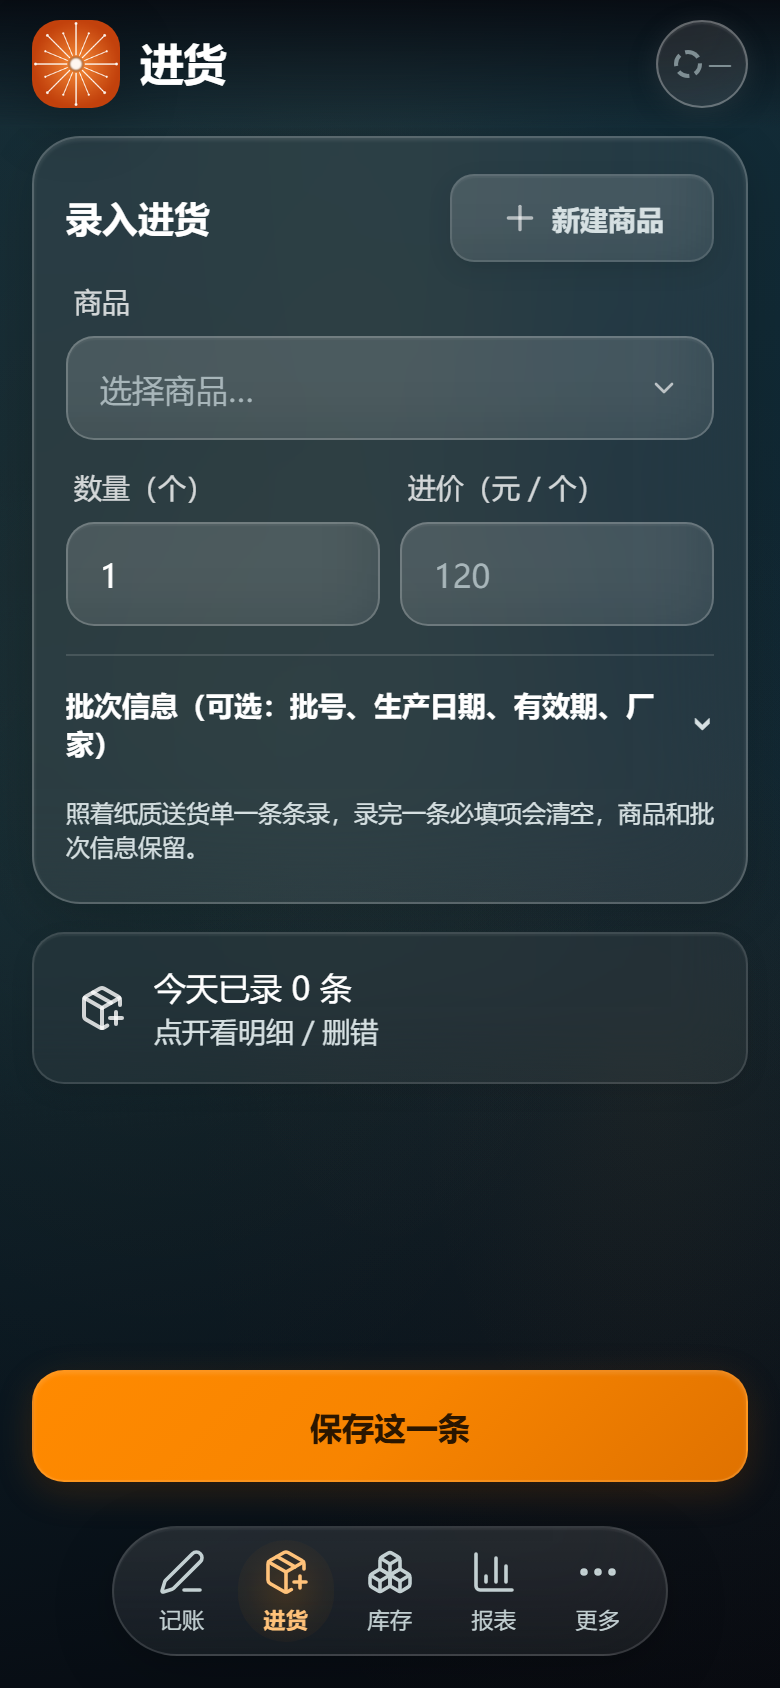 进货
录入进货
新建商品
商品
选择商品...
数量（个）
进价（元 / 个）
1
120
批次信息（可选：批号、生产日期、有效期、厂
家）
照着纸质送货单一条条录，录完一条必填项会清空，商品和批
次信息保留。
今天已录 0 条
点开看明细 / 删错
保存这一条
记账
进货
库存
报表
更多